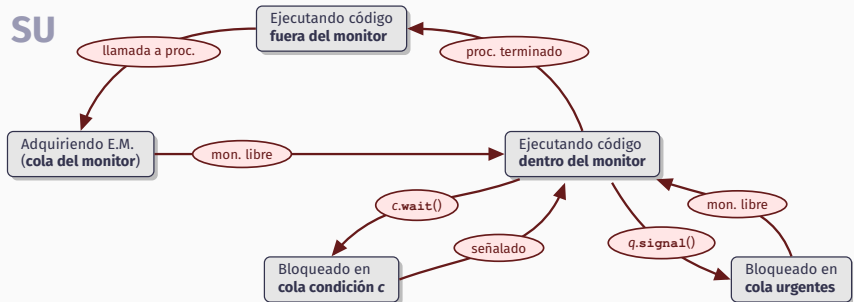 SU
Ejecutando código
fuera del monitor
llamada a proc.
proc. terminado
Adquiriendo E.M.
(cola del monitor)
mon. libre
Ejecutando código
dentro del monitor
c.wait()
mon. libre
señalado
q.signal()
Bloqueado en
cola condición c
Bloqueado en
cola urgentes